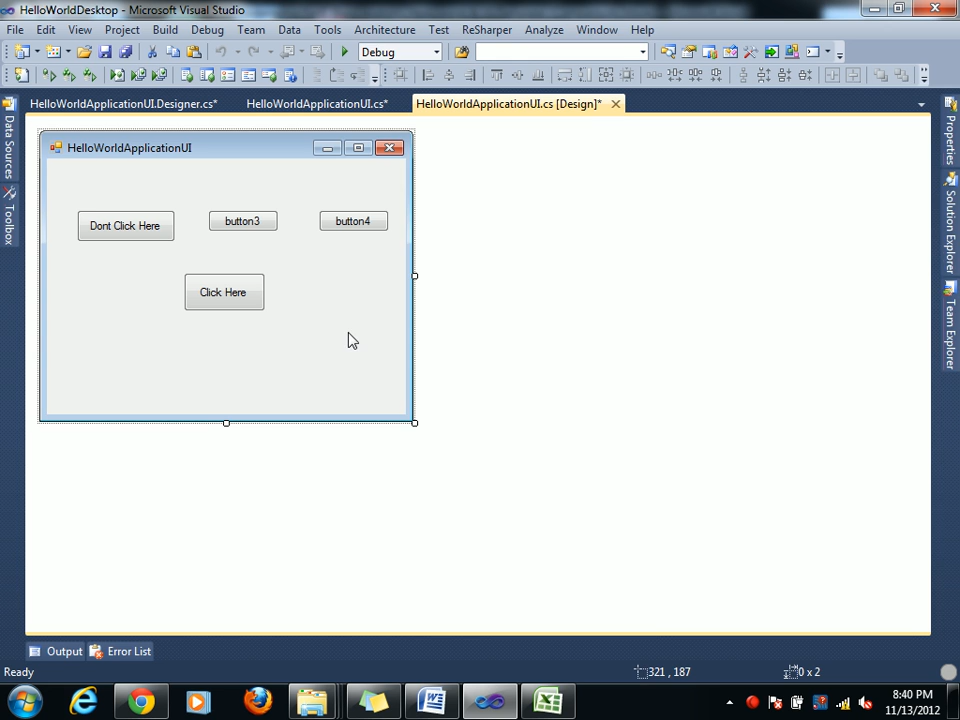 HelloWorldDesktop - Microsoft Visual Studio
File Edit View Project Build Debug Team Data Tools Architecture Test ReSharper Analyze Window Help
Debug
HelloWorldApplicationUI.Designer.cs* HelloWorldApplicationUI.cs* HelloWorldApplicationUI.cs [Design]*
Data Sources
Toolbox
HelloWorldApplicationUI
Dont Click Here button3 button4
Click Here
Properties
Solution Explorer
Team Explorer
Output Error List
Ready 321 , 187 0 x 2
8:40 PM
11/13/2012